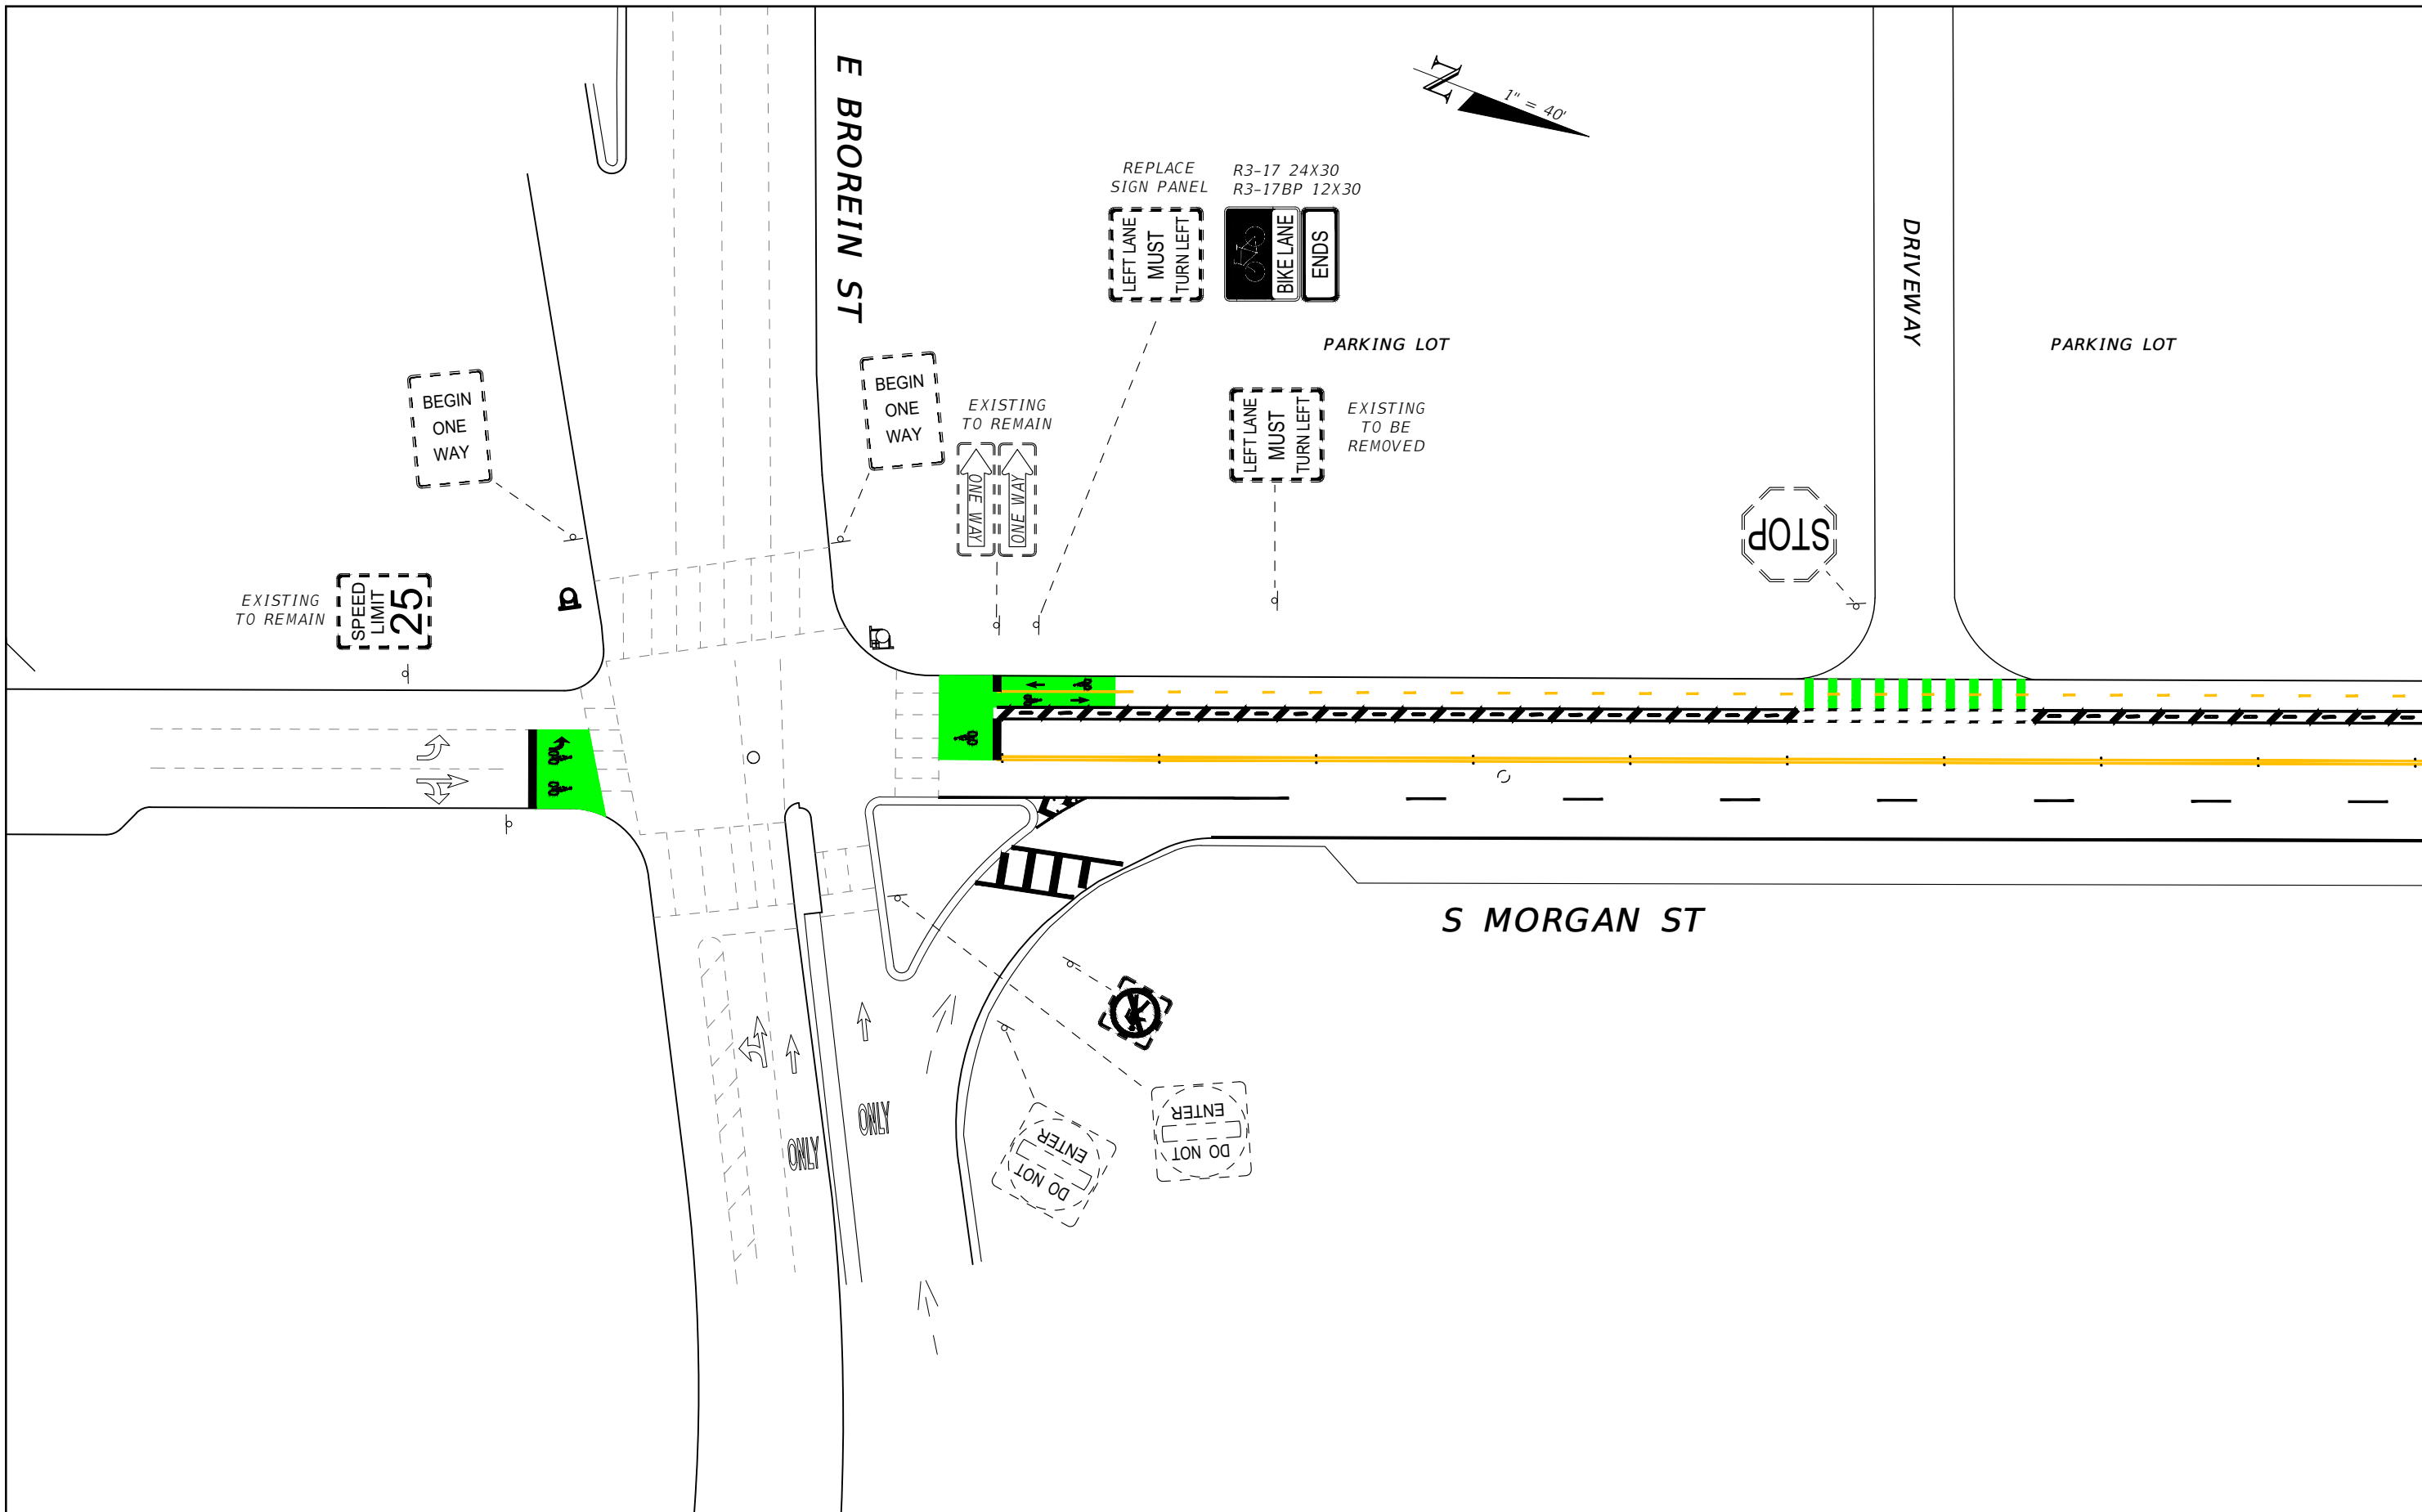 E BROREIN ST
N
1" = 40'
REPLACE
SIGN PANEL
R3-17 24X30
R3-17BP 12X30
LEFT LANE
MUST
TURN LEFT
BIKE LANE
ENDS
DRIVEWAY
PARKING LOT
PARKING LOT
BEGIN
ONE
WAY
BEGIN
ONE
WAY
EXISTING
TO REMAIN
ONE WAY
ONE WAY
LEFT LANE
MUST
TURN LEFT
EXISTING
TO BE
REMOVED
STOP
EXISTING
TO REMAIN
SPEED
LIMIT
25
S MORGAN ST
ONLY
ONLY
DO NOT
ENTER
DO NOT
ENTER